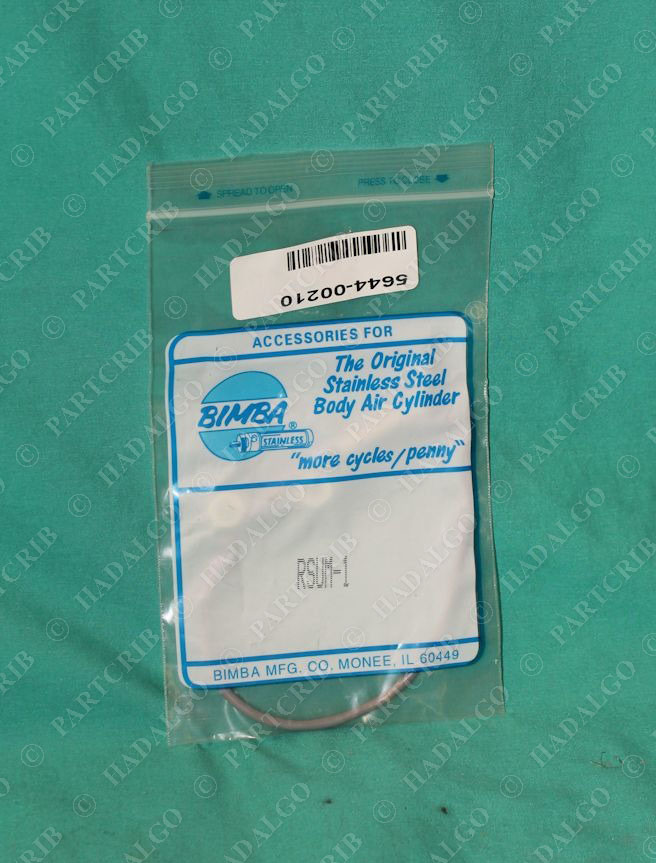 SPREAD TO OPEN PRESS TO CLOSE
5644-00210
ACCESSORIES FOR
The Original
Stainless Steel
Body Air Cylinder
BIMBA®
STAINLESS
"more cycles/penny"
RSUM-1
BIMBA MFG. CO. MONEE, IL 60449
© PARTCRIB
© HADALGO